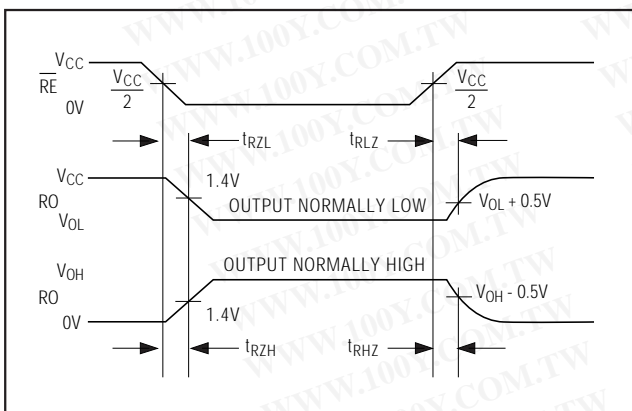 WWW.100Y.COM.TW
VCC
RE
0V
VCC
2
VCC
2
tRZL
tRLZ
VCC
RO
VOL
1.4V
OUTPUT NORMALLY LOW
VOL + 0.5V
VOH
RO
0V
OUTPUT NORMALLY HIGH
1.4V
VOH - 0.5V
tRZH
tRHZ